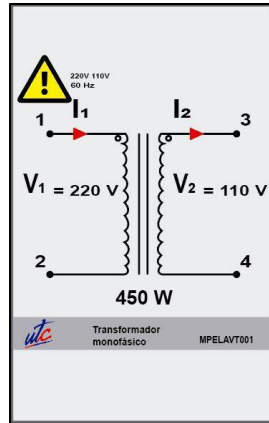 220V 110V
60 Hz
1 I₁ I₂ 3
V₁ = 220 V V₂ = 110 V
2 4
450 W
utc Transformador monofásico MPELAVT001